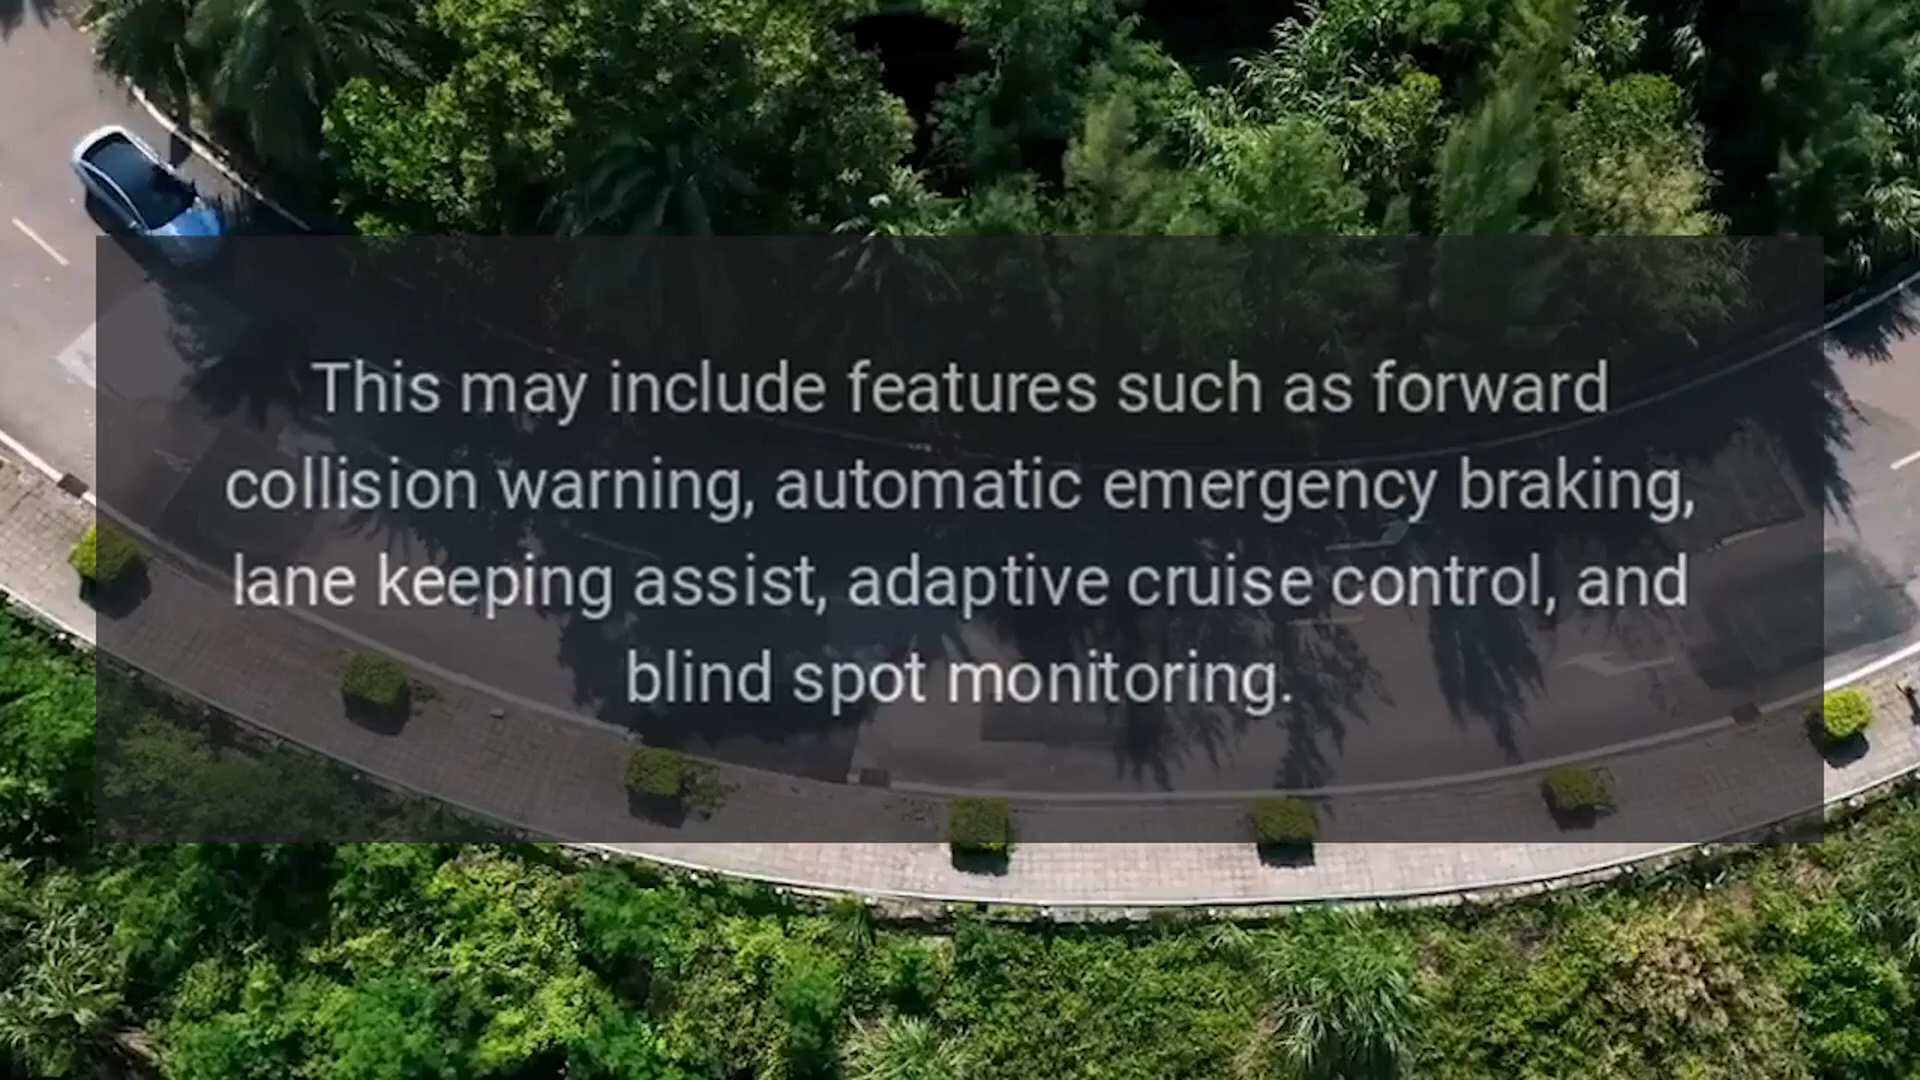 This may include features such as forward
collision warning, automatic emergency braking,
lane keeping assist, adaptive cruise control, and
blind spot monitoring.